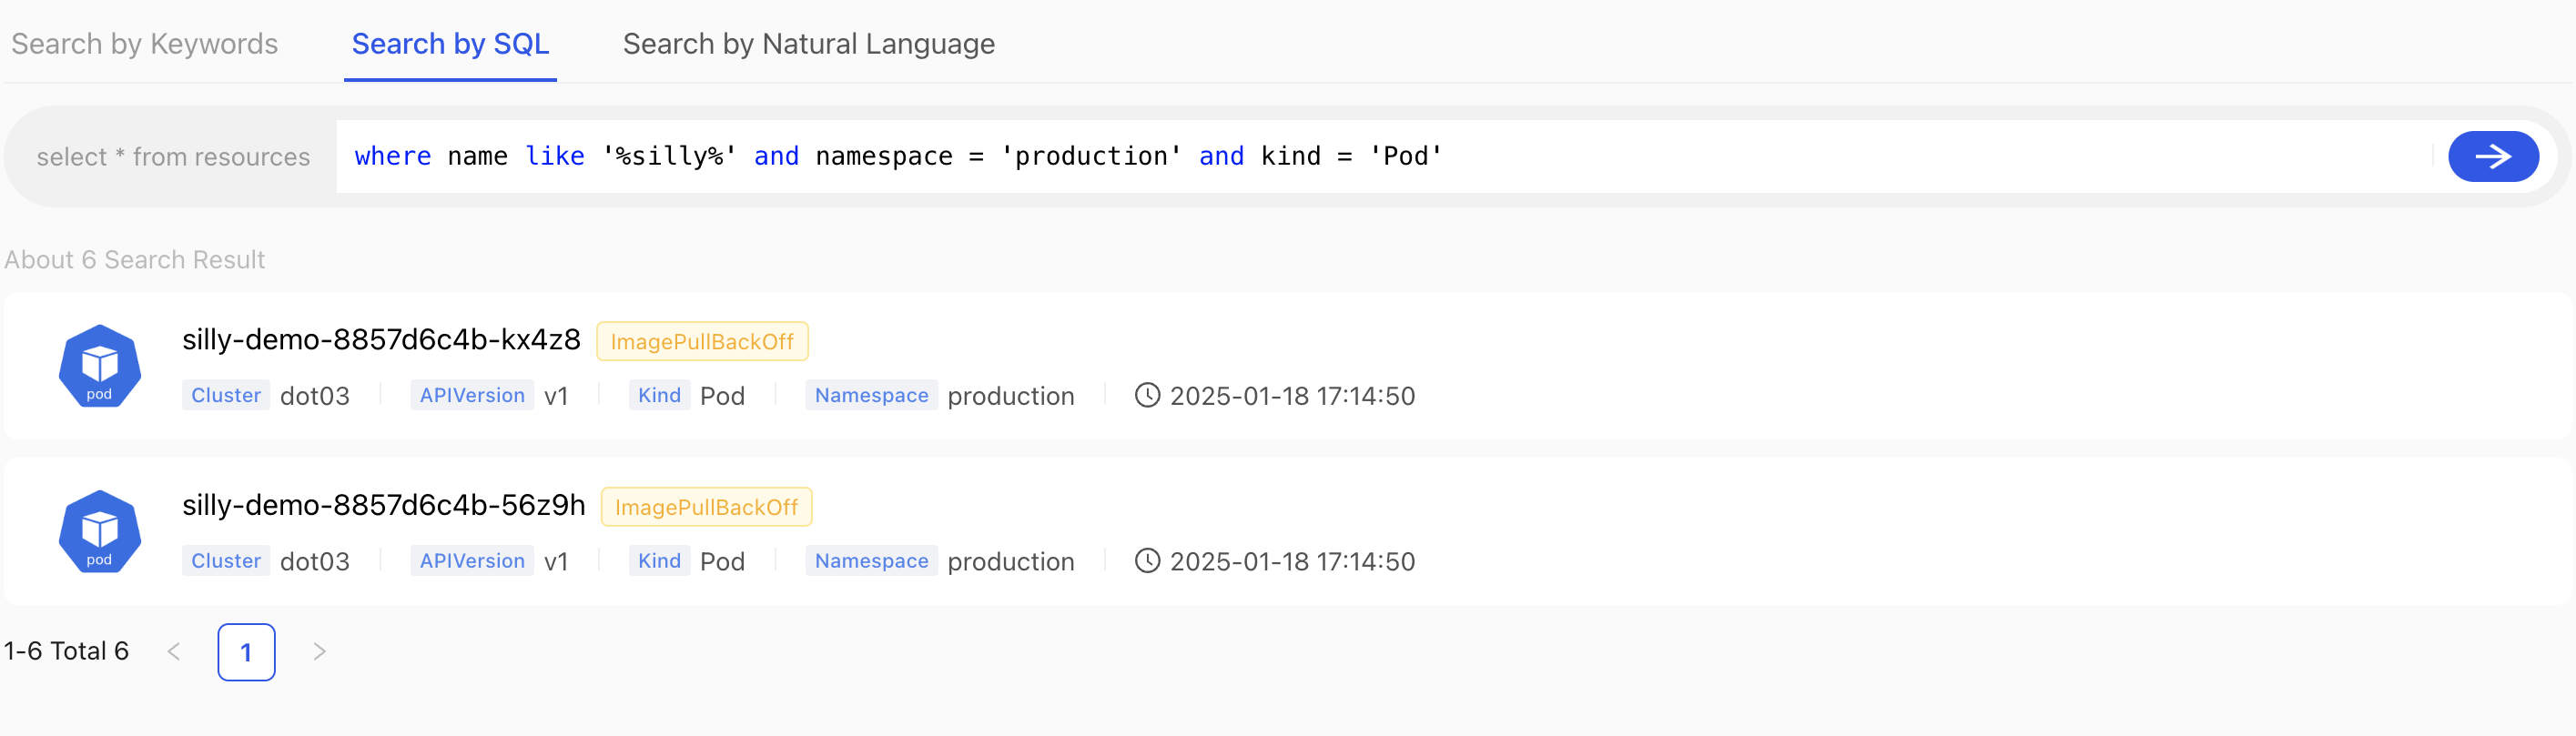 Search by Keywords Search by SQL Search by Natural Language
select * from resources where name like '%silly%' and namespace = 'production' and kind = 'Pod'
About 6 Search Result
silly-demo-8857d6c4b-kx4z8 ImagePullBackOff
pod
Cluster dot03 APIVersion v1 Kind Pod Namespace production 2025-01-18 17:14:50
silly-demo-8857d6c4b-56z9h ImagePullBackOff
pod
Cluster dot03 APIVersion v1 Kind Pod Namespace production 2025-01-18 17:14:50
1-6 Total 6 < 1 >